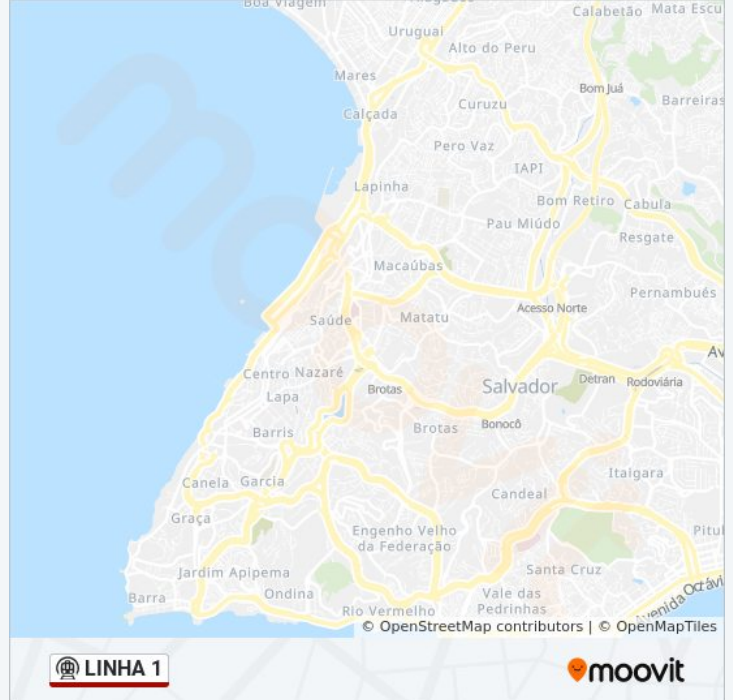 Boa Viagem
Calabetão Mata Escu
Uruguai
Alto do Peru
Mares
Bom Juá
Curuzu
Barreiras
Calçada
Pero Vaz
IAPI
Lapinha
Bom Retiro Cabula
Pau Miúdo
Resgate
Macaúbas
Pernambués
Acesso Norte
Saúde
Matatu
Av
Centro Nazaré
Brotas
Salvador
Detran
Rodoviária
Lapa
Barris
Brotas
Bonocô
Canela Garcia
Itaigara
Candeal
Graça
Engenho Velho
da Federação
Pitu
Jardim Apipema
Santa Cruz
Barra
Ondina
Vale das
Pedrinhas
Rio Vermelho
Avenida Octávi
© OpenStreetMap contributors | © OpenMapTiles
LINHA 1
moovit